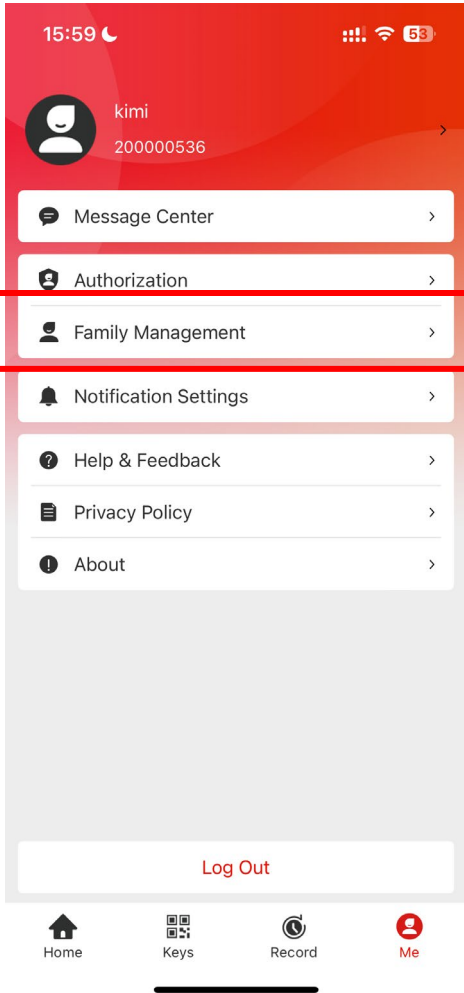 15:59
53
kimi
200000536
Message Center
Authorization
Family Management
Notification Settings
Help & Feedback
Privacy Policy
About
Log Out
Home Keys Record Me